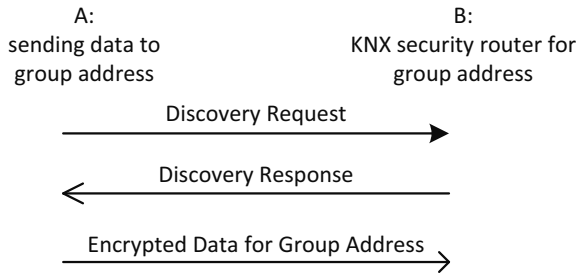 A:
sending data to
group address
B:
KNX security router for
group address
Discovery Request
Discovery Response
Encrypted Data for Group Address